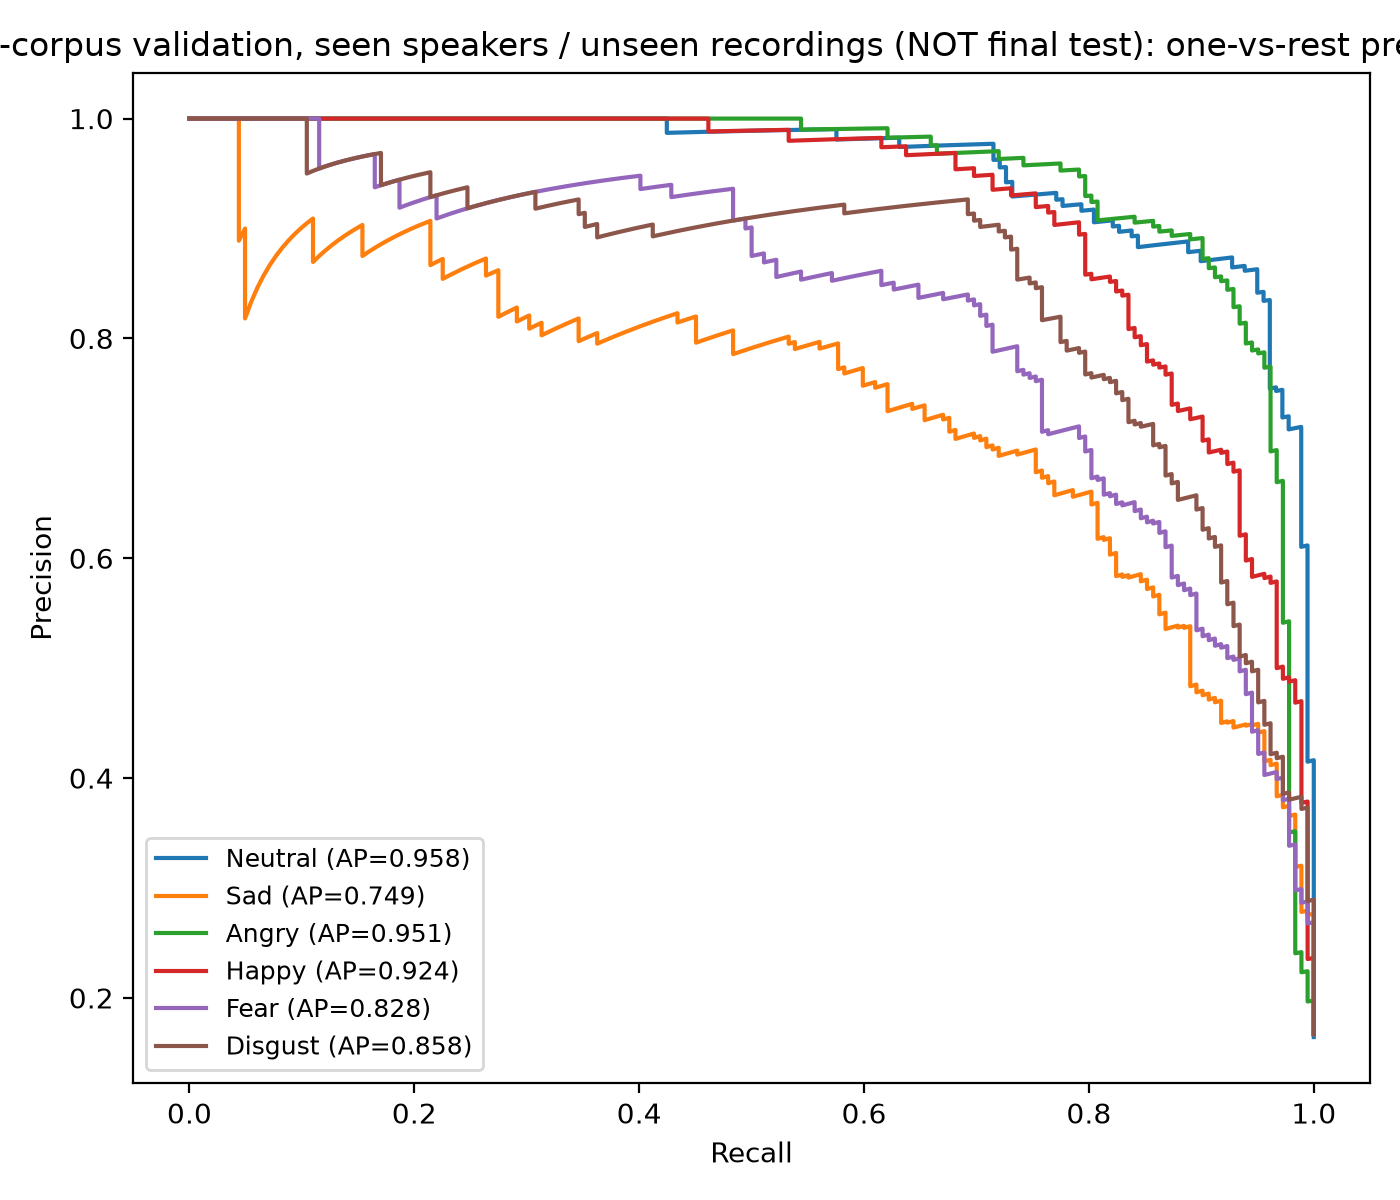 -corpus validation, seen speakers / unseen recordings (NOT final test): one-vs-rest pre
1.0
0.8
0.6
0.4
0.2
Precision
Neutral (AP=0.958)
Sad (AP=0.749)
Angry (AP=0.951)
Happy (AP=0.924)
Fear (AP=0.828)
Disgust (AP=0.858)
0.0 0.2 0.4 0.6 0.8 1.0
Recall